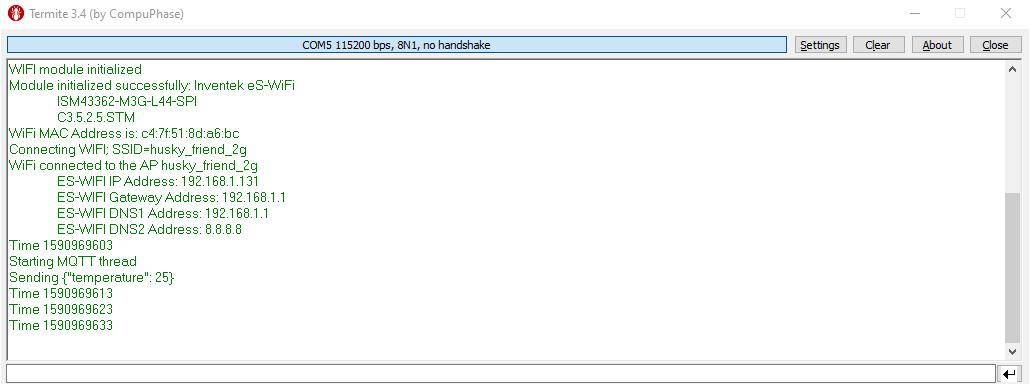 Termite 3.4 (by CompuPhase)
COM5 115200 bps, 8N1, no handshake
Settings
Clear
About
Close
WIFI module initialized
Module initialized successfully: Inventek eS-WiFi
ISM43362-M3G-L44-SPI
C3.5.2.5.STM
WiFi MAC Address is: c4:7f:51:8d:a6:bc
Connecting WIFI; SSID=husky_friend_2g
WiFi connected to the AP husky_friend_2g
ES-WIFI IP Address: 192.168.1.131
ES-WIFI Gateway Address: 192.168.1.1
ES-WIFI DNS1 Address: 192.168.1.1
ES-WIFI DNS2 Address: 8.8.8.8
Time 1590969603
Starting MQTT thread
Sending {"temperature": 25}
Time 1590969613
Time 1590969623
Time 1590969633